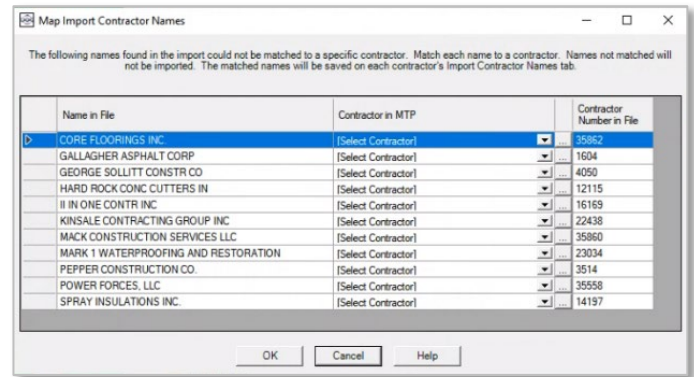 Map Import Contractor Names
The following names found in the import could not be matched to a specific contractor. Match each name to a contractor. Names not matched will
not be imported. The matched names will be saved on each contractor's Import Contractor Names tab.
Name in File Contractor in MTP Contractor
Number in File
CORE FLOORINGS INC. [Select Contractor] ... 35862
GALLAGHER ASPHALT CORP [Select Contractor] ... 1604
GEORGE SOLLITT CONSTR CO [Select Contractor] ... 4050
HARD ROCK CONC CUTTERS IN [Select Contractor] ... 12115
II IN ONE CONTR INC [Select Contractor] ... 16169
KINSALE CONTRACTING GROUP INC [Select Contractor] ... 22438
MACK CONSTRUCTION SERVICES LLC [Select Contractor] ... 35860
MARK 1 WATERPROOFING AND RESTORATION [Select Contractor] ... 23034
PEPPER CONSTRUCTION CO. [Select Contractor] ... 3514
POWER FORCES, LLC [Select Contractor] ... 35558
SPRAY INSULATIONS INC. [Select Contractor] ... 14197
OK Cancel Help